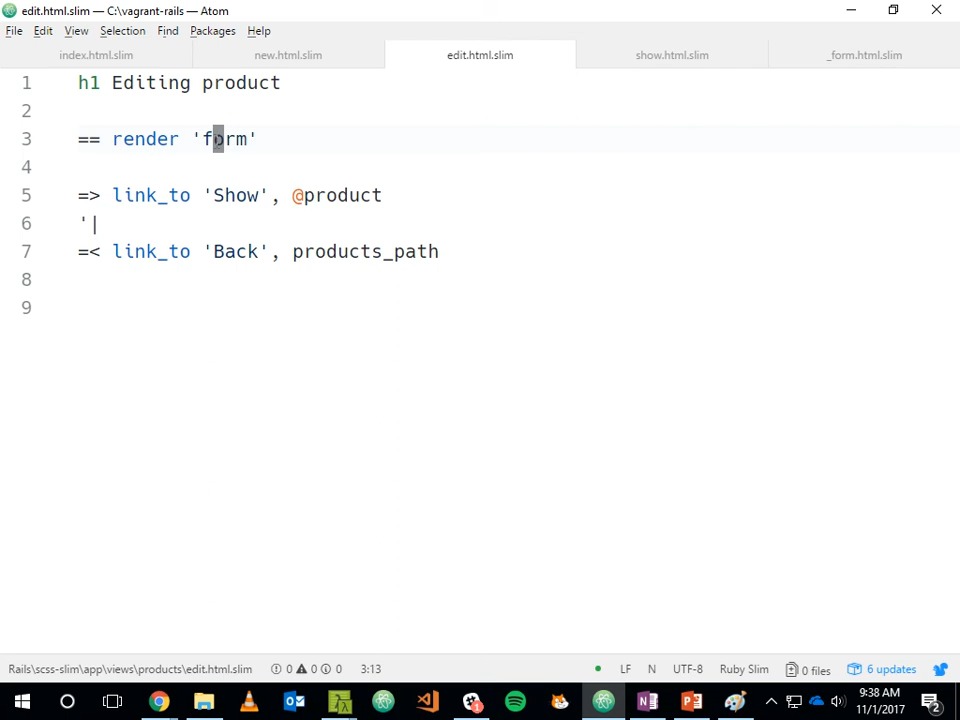 edit.html.slim — C:\vagrant-rails — Atom
File Edit View Selection Find Packages Help
index.html.slim new.html.slim edit.html.slim show.html.slim _form.html.slim
1 h1 Editing product
2
3 == render 'form'
4
5 => link_to 'Show', @product
6 '|
7 =< link_to 'Back', products_path
8
9
Rails\scss-slim\app\views\products\edit.html.slim 0 0 0 3:13 LF N UTF-8 Ruby Slim 0 files 6 updates
9:38 AM
11/1/2017
2